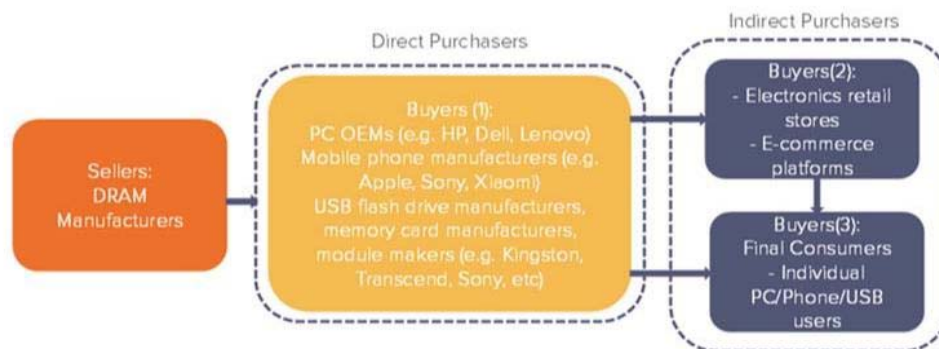 Direct Purchasers
Indirect Purchasers
Sellers:
DRAM
Manufacturers
Buyers (1):
PC OEMs (e.g. HP, Dell, Lenovo)
Mobile phone manufacturers (e.g.
Apple, Sony, Xiaomi)
USB flash drive manufacturers,
memory card manufacturers,
module makers (e.g. Kingston,
Transcend, Sony, etc)
Buyers(2):
- Electronics retail
stores
- E-commerce
platforms
Buyers(3):
Final Consumers
- Individual
PC/Phone/USB
users